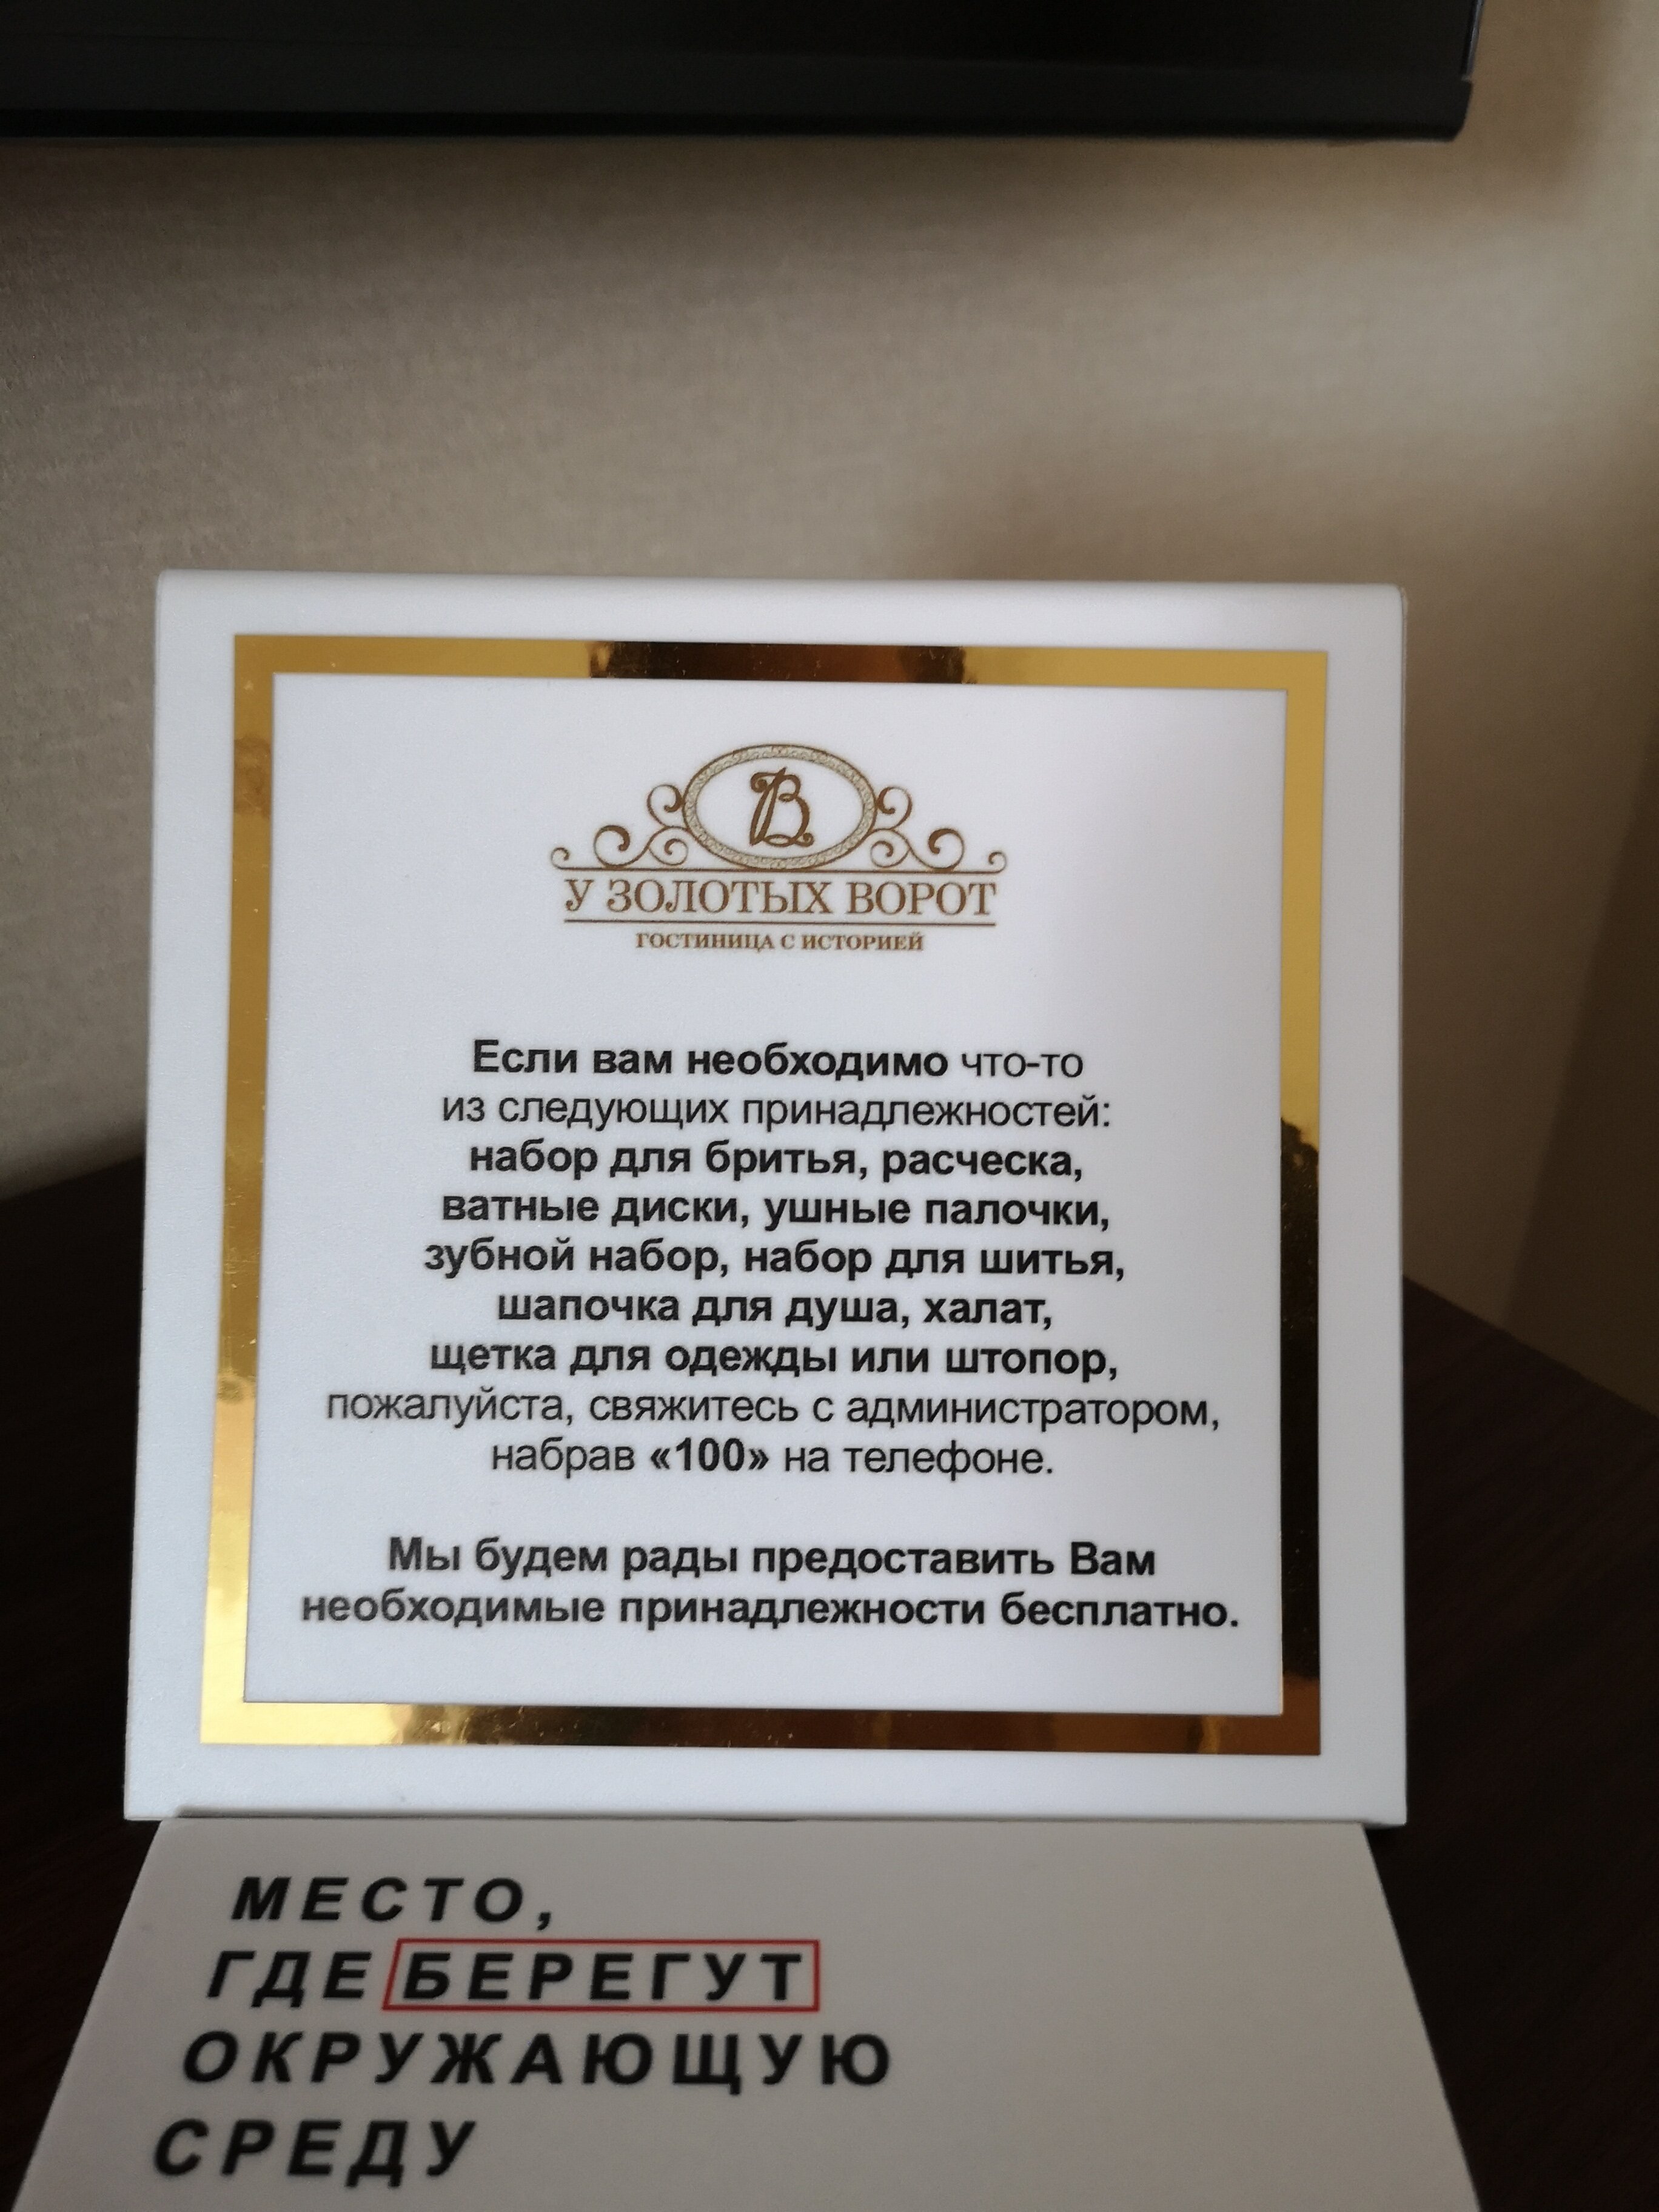 В
У ЗОЛОТЫХ ВОРОТ
ГОСТИНИЦА С ИСТОРИЕЙ
Если вам необходимо что-то
из следующих принадлежностей:
набор для бритья, расческа,
ватные диски, ушные палочки,
зубной набор, набор для шитья,
шапочка для душа, халат,
щетка для одежды или штопор,
пожалуйста, свяжитесь с администратором,
набрав «100» на телефоне.
Мы будем рады предоставить Вам
необходимые принадлежности бесплатно.
МЕСТО,
ГДЕ БЕРЕГУТ
ОКРУЖАЮЩУЮ
СРЕДУ